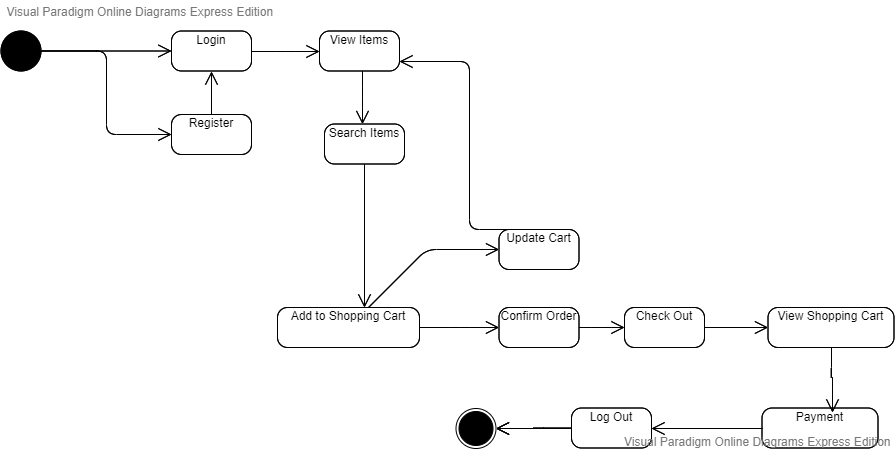 Visual Paradigm Online Diagrams Express Edition
Login
View Items
Register
Search Items
Update Cart
Add to Shopping Cart
Confirm Order
Check Out
View Shopping Cart
Log Out
Payment
Visual Paradigm Online Diagrams Express Edition